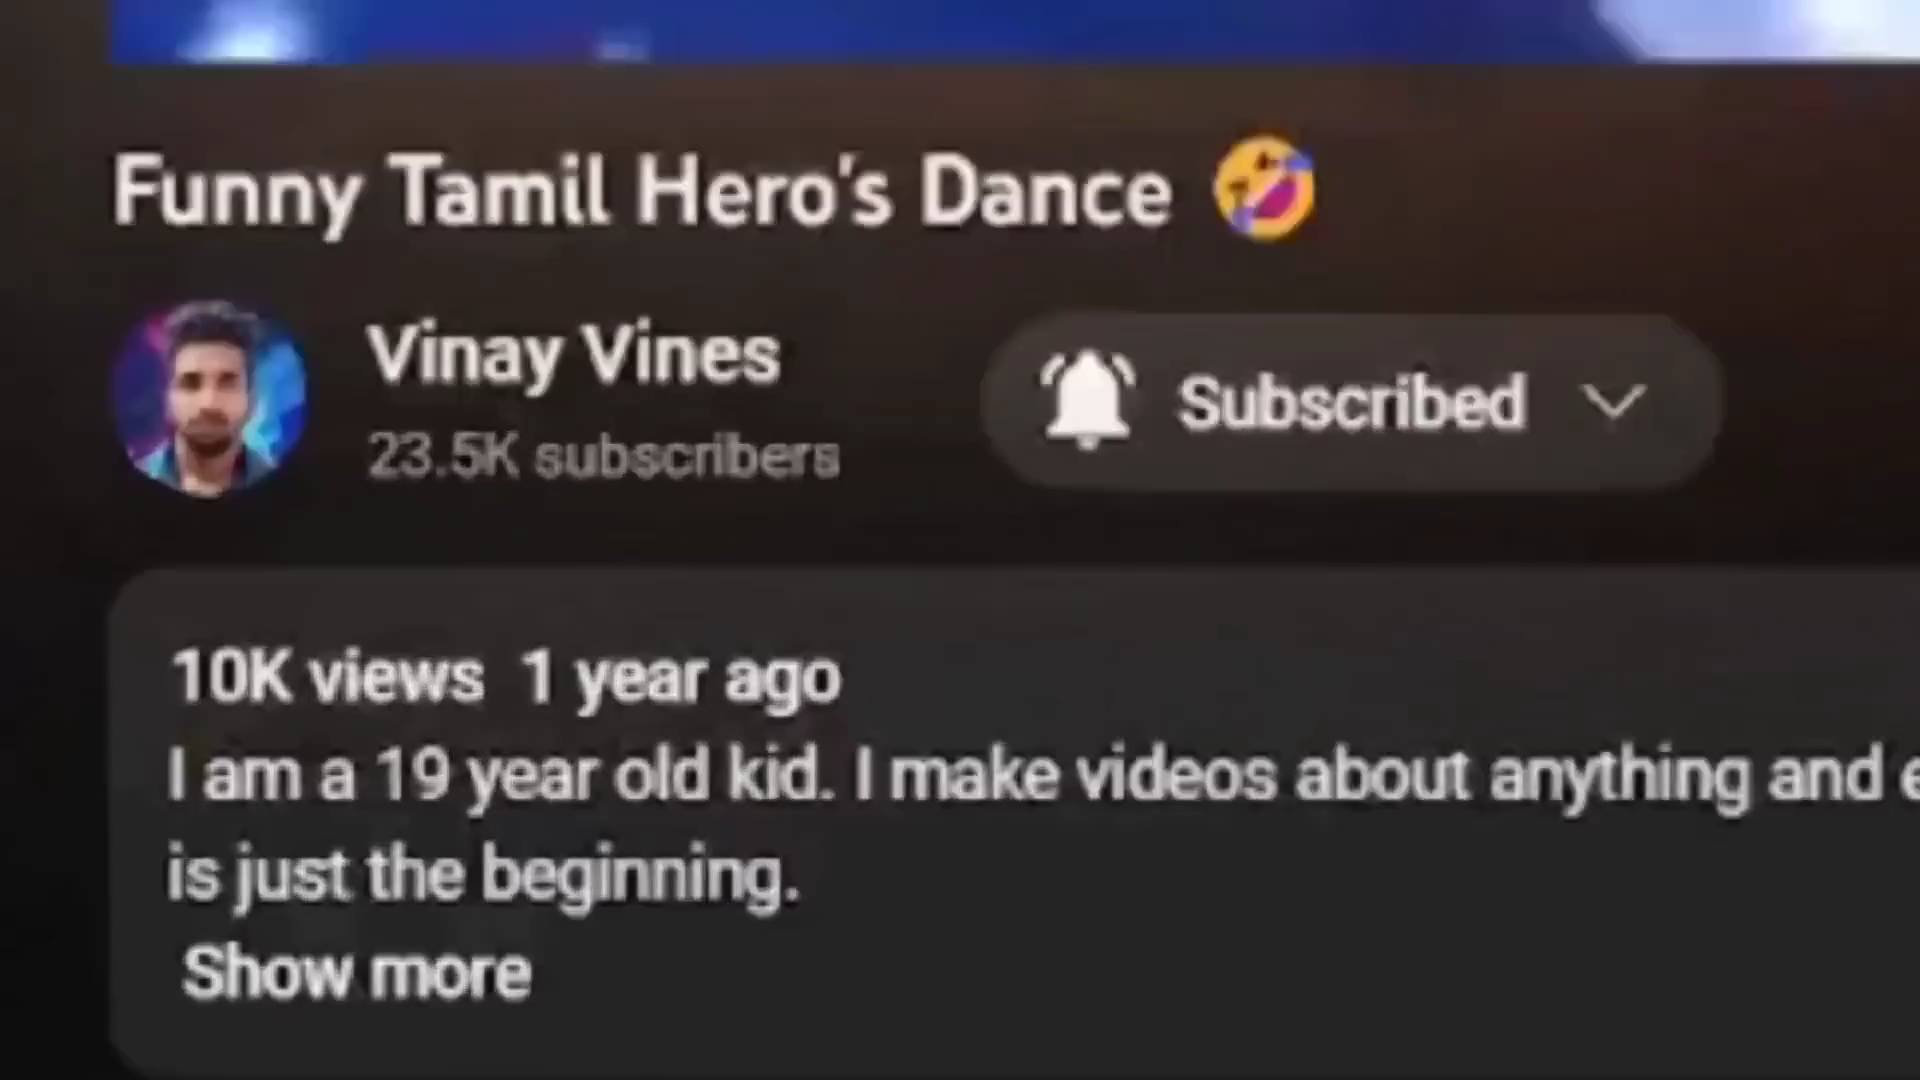 Funny Tamil Hero's Dance 🤣
Vinay Vines
23.5K subscribers
Subscribed
10K views 1 year ago
I am a 19 year old kid. I make videos about anything and
is just the beginning.
Show more